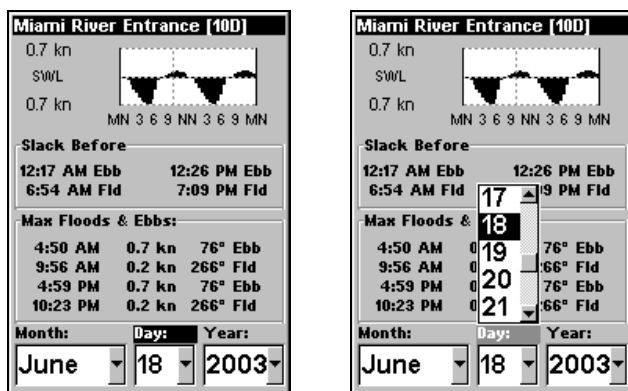 Miami River Entrance [10D]
0.7 kn
SWL
0.7 kn
MN 3 6 9 NN 3 6 9 MN
Slack Before
12:17 AM Ebb 12:26 PM Ebb
6:54 AM Fld 7:09 PM Fld
Max Floods & Ebbs:
4:50 AM 0.7 kn 76° Ebb
9:56 AM 0.2 kn 266° Fld
4:59 PM 0.7 kn 76° Ebb
10:23 PM 0.2 kn 266° Fld
Month: Day: Year:
June 18 2003
Miami River Entrance [10D]
0.7 kn
SWL
0.7 kn
MN 3 6 9 NN 3 6 9 MN
Slack Before
12:17 AM Ebb 12:26 PM Ebb
6:54 AM Fld 9 PM Fld
Max Floods &
4:50 AM 0 76° Ebb
9:56 AM 0 66° Fld
4:59 PM 0 76° Ebb
10:23 PM 0 66° Fld
17
18
19
20
21
Month: Day: Year:
June 18 2003